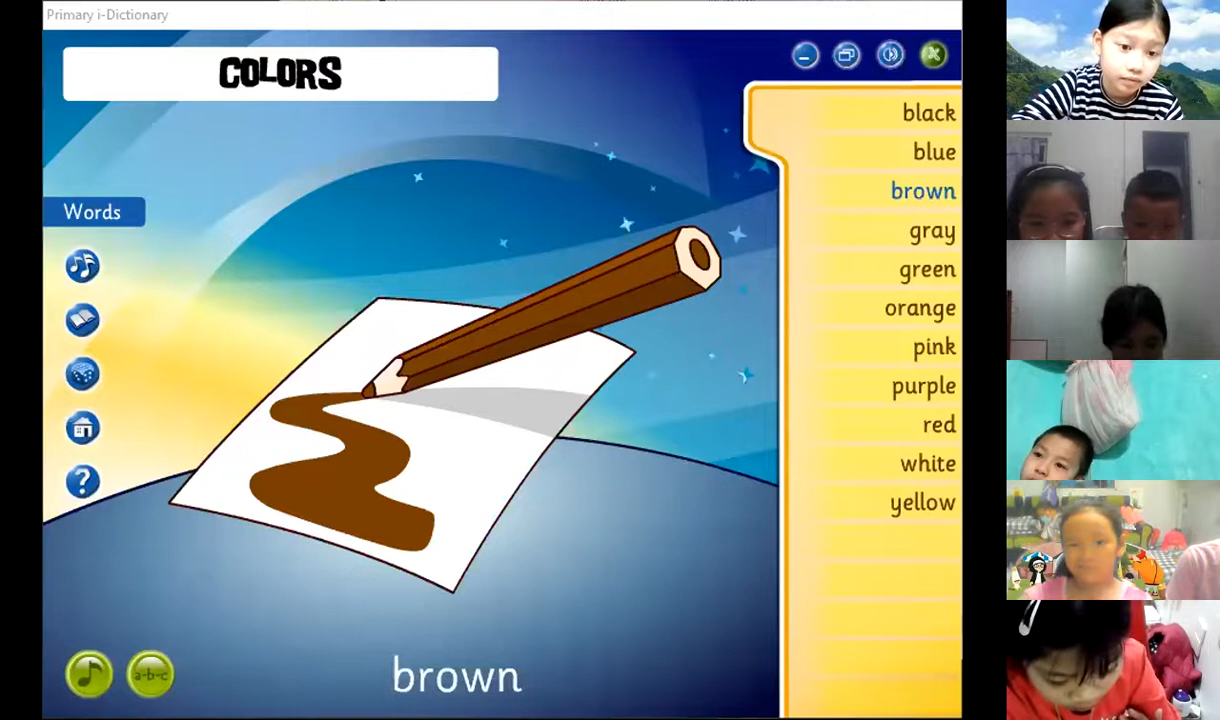 Primary i-Dictionary
COLORS
Words
black
blue
brown
gray
green
orange
pink
purple
red
white
yellow
a-b-c
brown